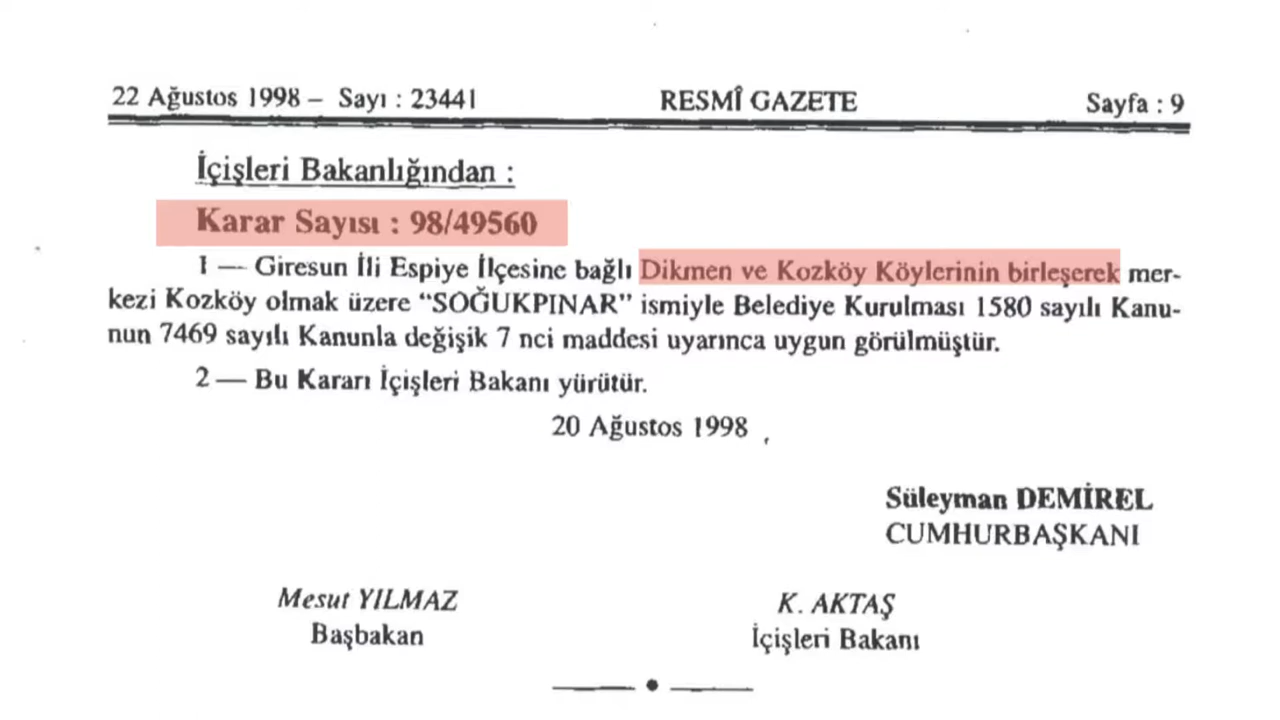 22 Ağustos 1998 – Sayı : 23441 RESMÎ GAZETE Sayfa : 9
İçişleri Bakanlığından :
Karar Sayısı : 98/49560
1 — Giresun İli Espiye İlçesine bağlı Dikmen ve Kozköy Köylerinin birleşerek mer-
kezi Kozköy olmak üzere “SOĞUKPINAR” ismiyle Belediye Kurulması 1580 sayılı Kanu-
nun 7469 sayılı Kanunla değişik 7 nci maddesi uyarınca uygun görülmüştür.
2 — Bu Kararı İçişleri Bakanı yürütür.
20 Ağustos 1998
Süleyman DEMİREL
CUMHURBAŞKANI
Mesut YILMAZ K. AKTAŞ
Başbakan İçişleri Bakanı